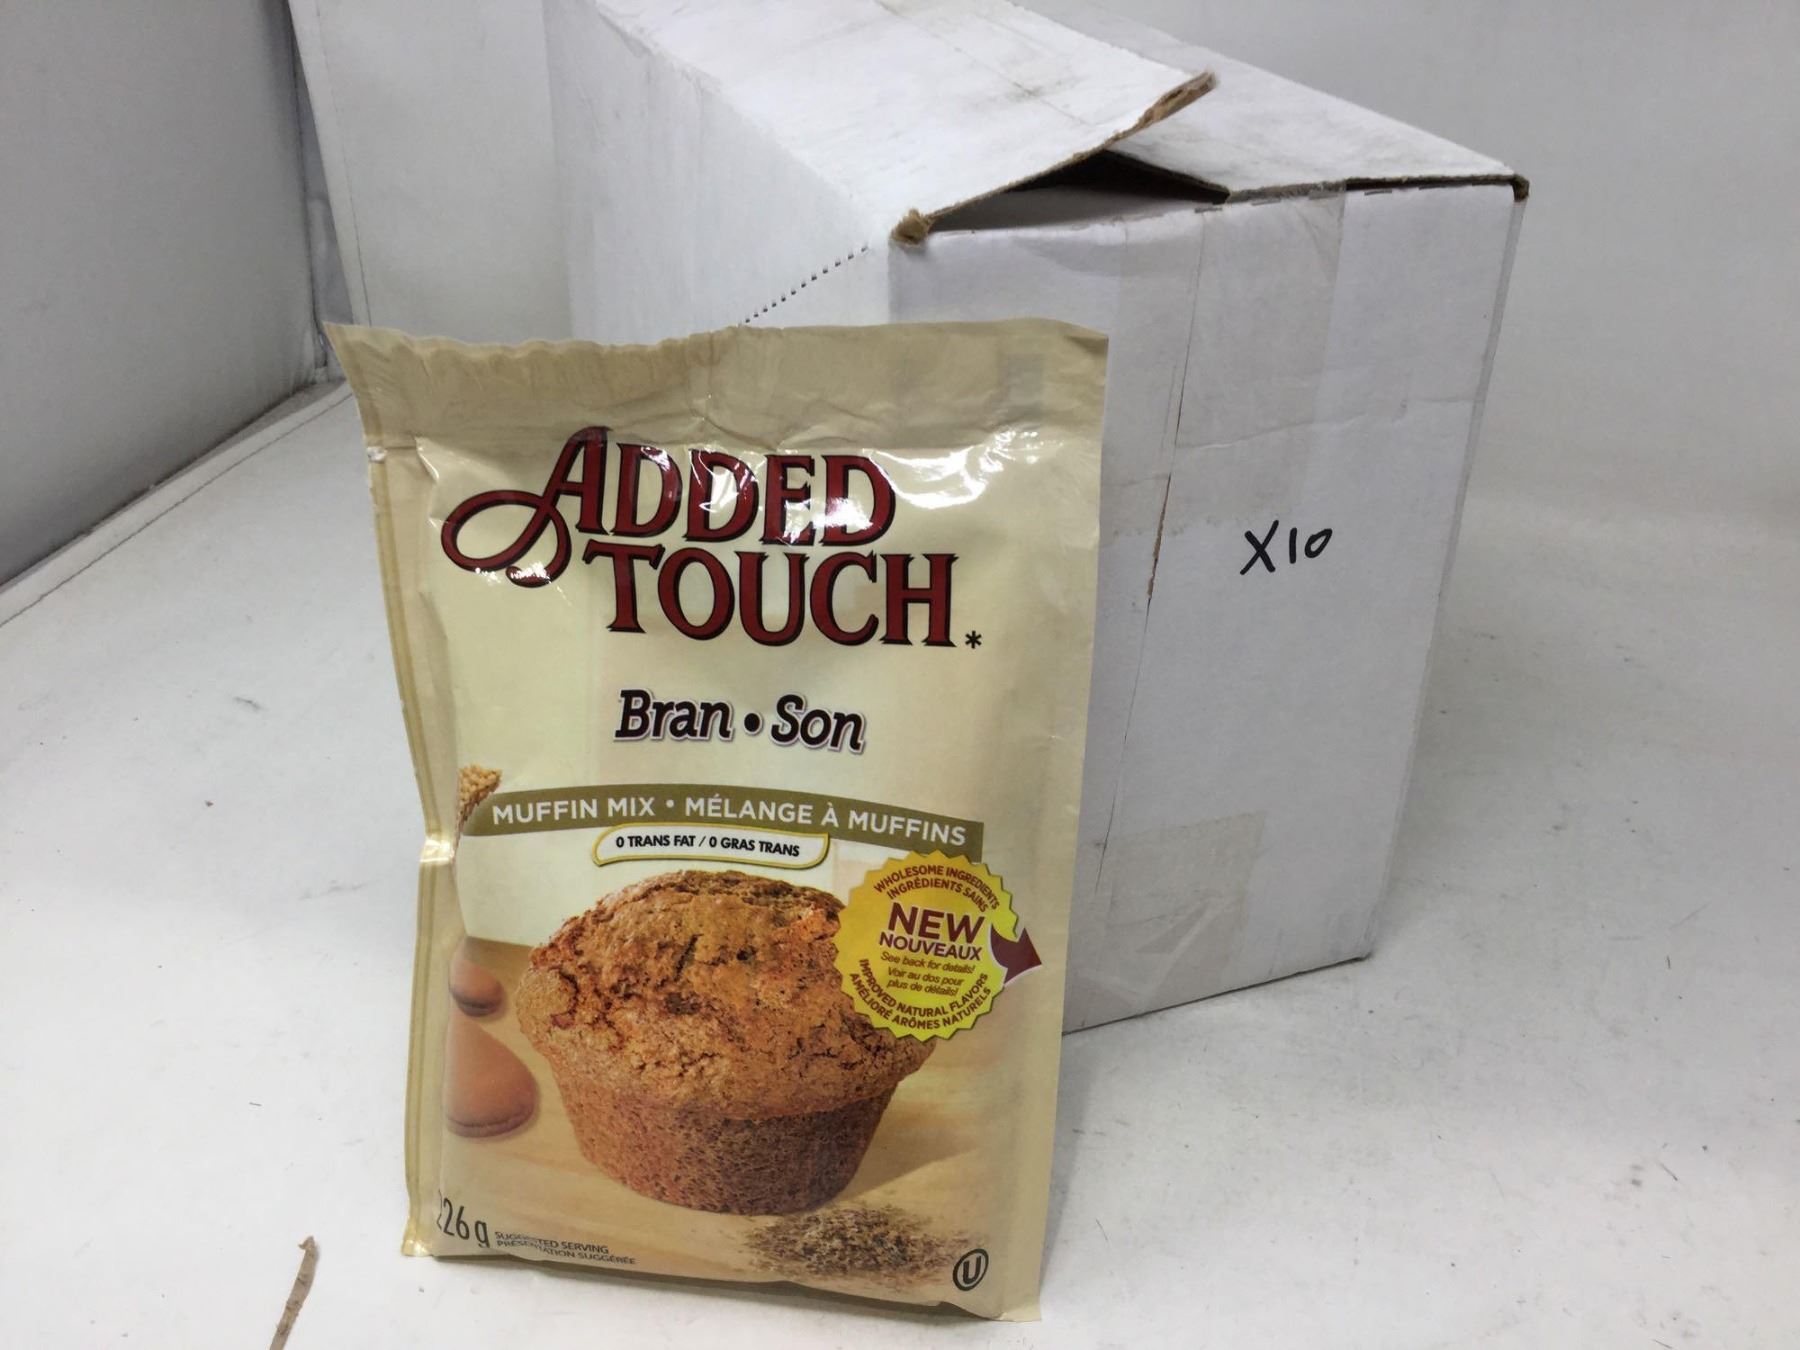 ADDED
TOUCH*
Bran • Son
MUFFIN MIX • MÉLANGE À MUFFINS
0 TRANS FAT / 0 GRAS TRANS
WHOLESOME INGREDIENTS
INGRÉDIENTS SAINS
NEW
NOUVEAUX
See back for details!
Voir au dos pour
plus de détails!
IMPROVED NATURAL FLAVORS
AMÉLIORÉ ARÔMES NATURELS
226 g
SUGGESTED SERVING
PRÉSENTATION SUGGÉRÉE
U
X10